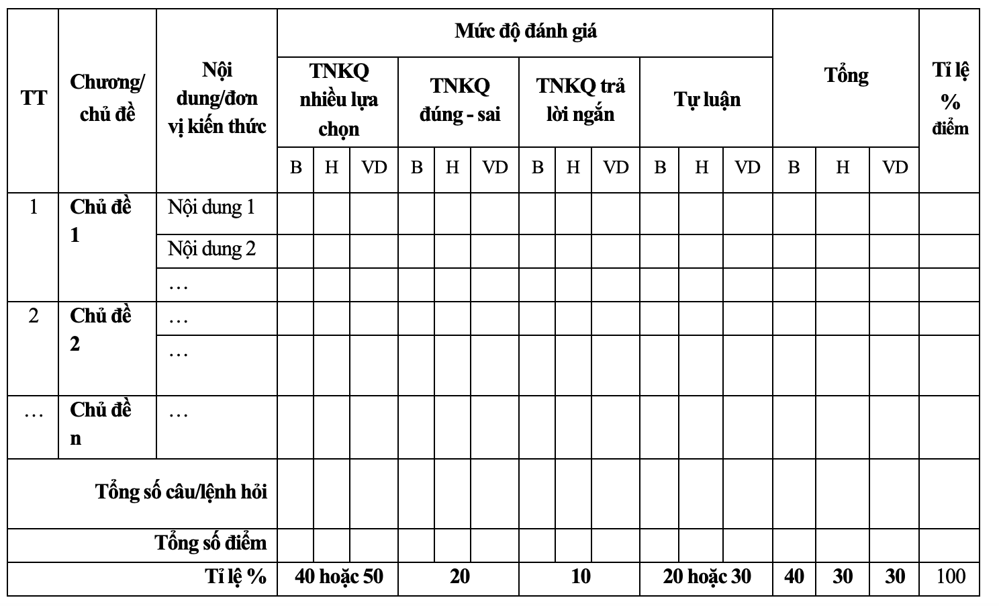 Mức độ đánh giá
TT
Chương/
chủ đề
Nội
dung/đơn
vị kiến thức
TNKQ
nhiều lựa
chọn
TNKQ
đúng - sai
TNKQ trả
lời ngắn
Tự luận
Tổng
Tỉ lệ
%
điểm
B H VD B H VD B H VD B H VD B H VD
1 Chủ đề
1
Nội dung 1
Nội dung 2
…
2 Chủ đề
2
…
…
… Chủ đề
n
…
Tổng số câu/lệnh hỏi
Tổng số điểm
Tỉ lệ % 40 hoặc 50 20 10 20 hoặc 30 40 30 30 100